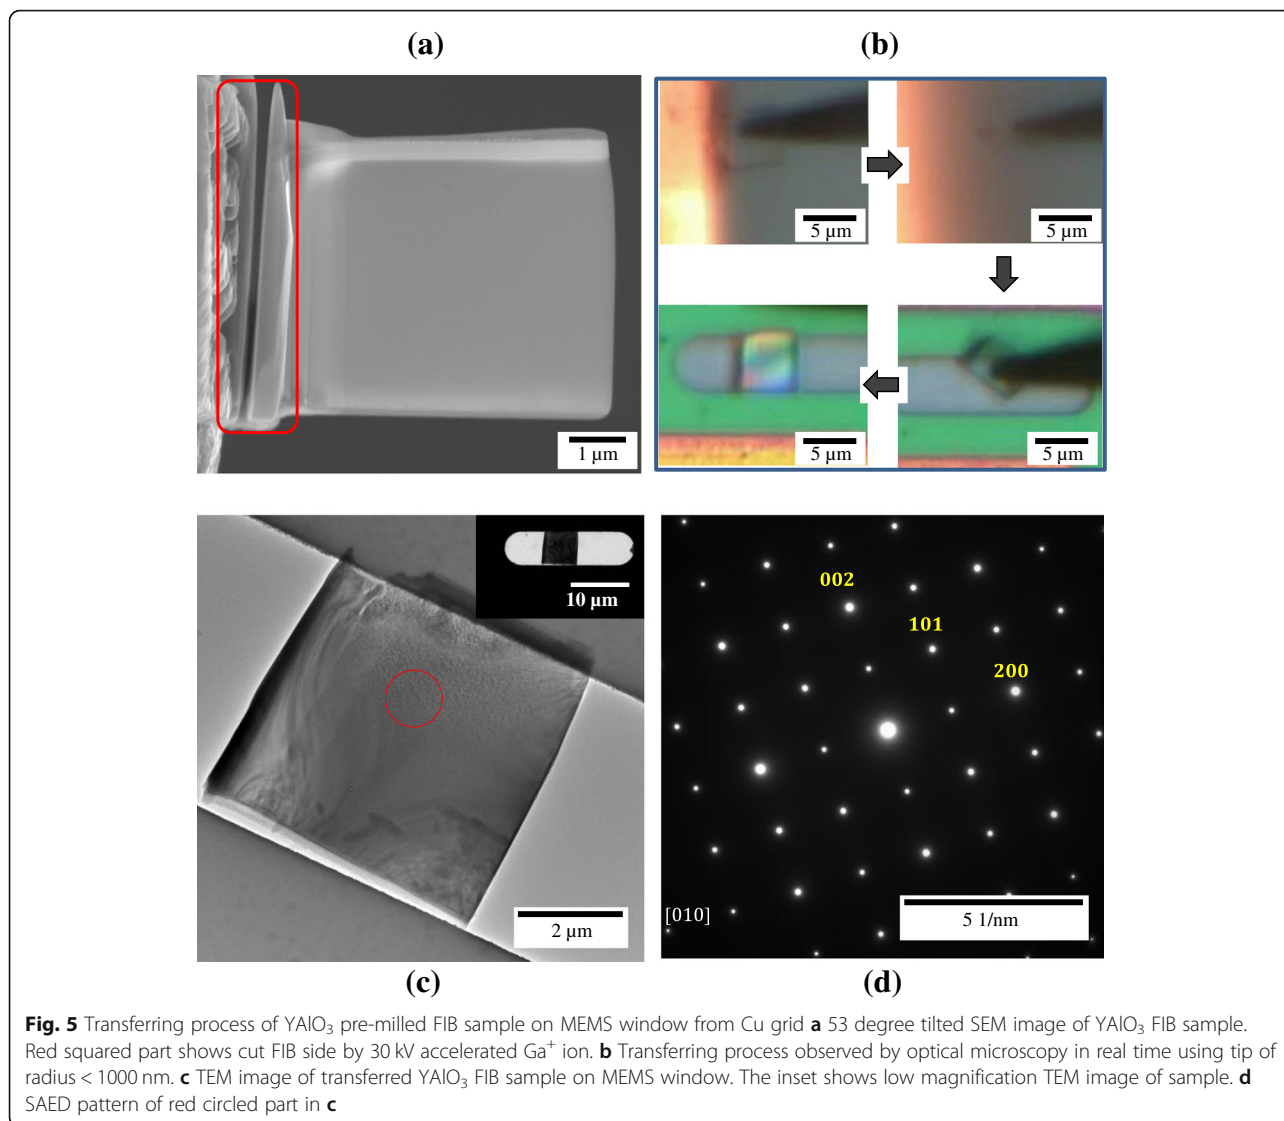 (a)
(b)
1 µm
5 µm
5 µm
5 µm
5 µm
10 µm
2 µm
(c)
002
101
200
[010]
5 1/nm
(d)
Fig. 5 Transferring process of YAlO₃ pre-milled FIB sample on MEMS window from Cu grid a 53 degree tilted SEM image of YAlO₃ FIB sample.
Red squared part shows cut FIB side by 30 kV accelerated Ga⁺ ion. b Transferring process observed by optical microscopy in real time using tip of
radius < 1000 nm. c TEM image of transferred YAlO₃ FIB sample on MEMS window. The inset shows low magnification TEM image of sample. d
SAED pattern of red circled part in c